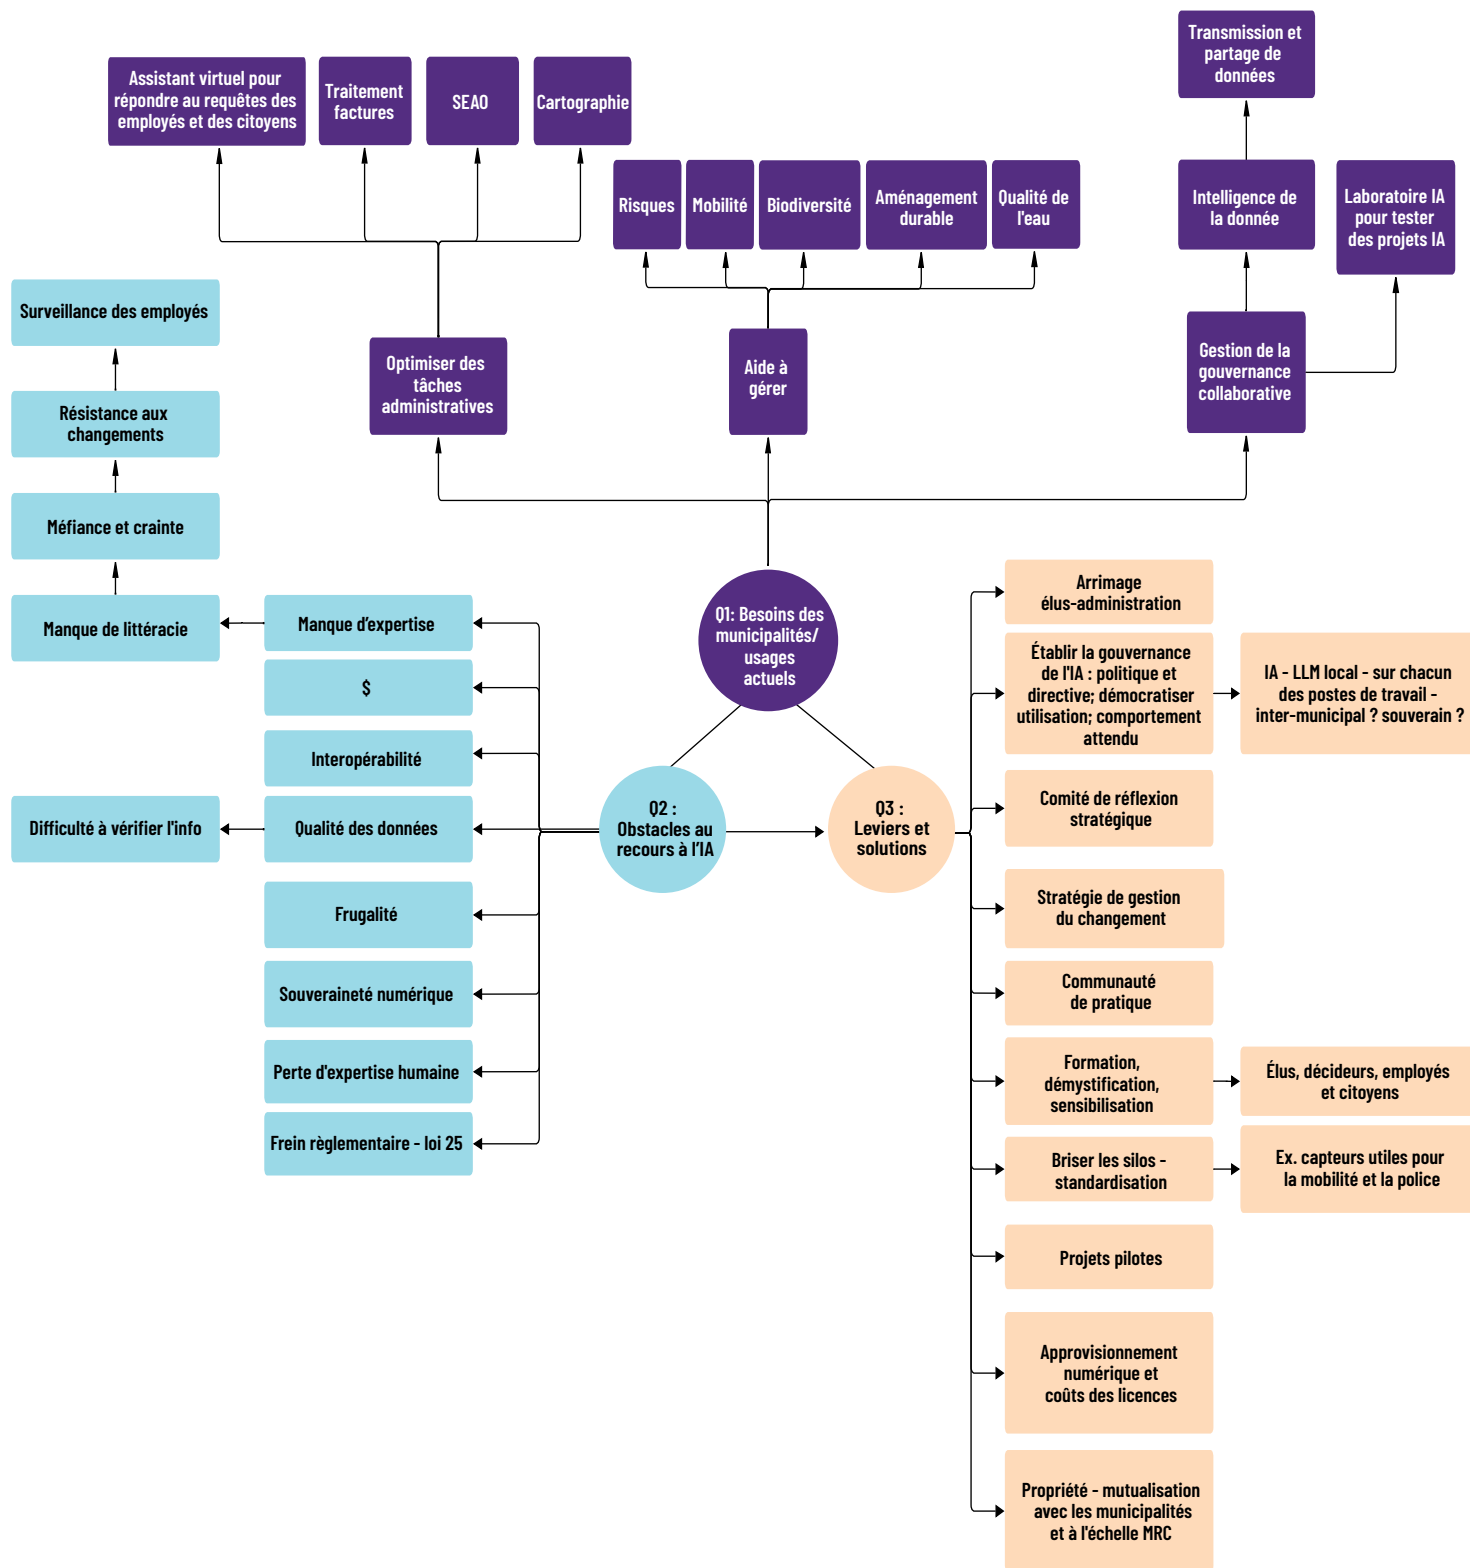 Transmission et
partage de
données
Assistant virtuel pour
répondre au requêtes des
employés et des citoyens
Traitement
factures
SEAO
Cartographie
Risques
Mobilité
Biodiversité
Aménagement
durable
Qualité de
l'eau
Intelligence de
la donnée
Laboratoire IA
pour tester
des projets IA
Optimiser des
tâches
administratives
Aide à
gérer
Gestion de la
gouvernance
collaborative
Surveillance des employés
Résistance aux
changements
Méfiance et crainte
Manque de littéracie
Manque d’expertise
$
Interopérabilité
Difficulté à vérifier l'info
Qualité des données
Frugalité
Souveraineté numérique
Perte d'expertise humaine
Frein règlementaire - loi 25
Q1: Besoins des
municipalités/
usages
actuels
Q2 :
Obstacles au
recours à l’IA
Q3 :
Leviers et
solutions
Arrimage
élus-administration
Établir la gouvernance
de l'IA : politique et
directive; démocratiser
utilisation; comportement
attendu
IA - LLM local - sur chacun
des postes de travail -
inter-municipal ? souverain ?
Comité de réflexion
stratégique
Stratégie de gestion
du changement
Communauté
de pratique
Formation,
démystification,
sensibilisation
Élus, décideurs, employés
et citoyens
Briser les silos -
standardisation
Ex. capteurs utiles pour
la mobilité et la police
Projets pilotes
Approvisionnement
numérique et
coûts des licences
Propriété - mutualisation
avec les municipalités
et à l'échelle MRC